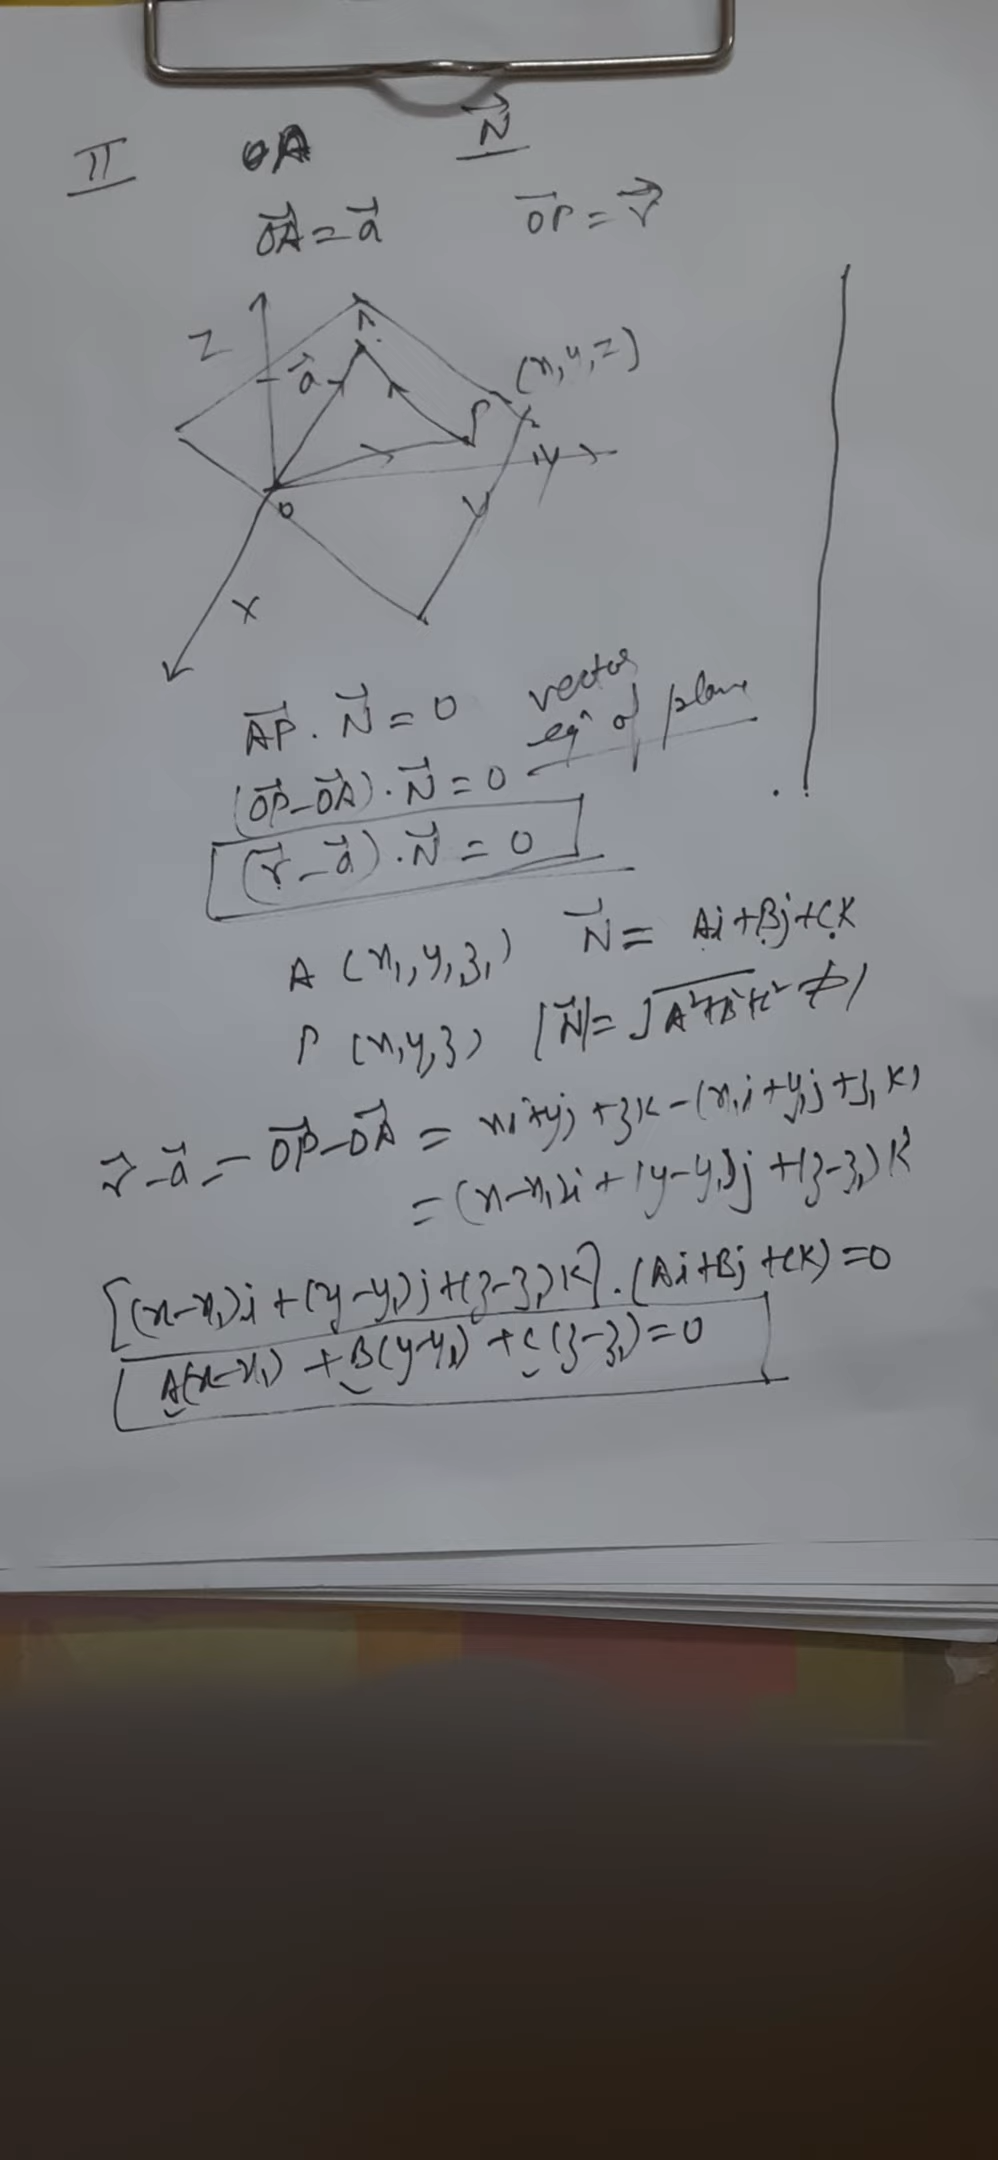 II OA N⃗
OA⃗ = a⃗ OP⃗ = r⃗
Z A
a⃗ (x, y, z)
P
Y
O
X
AP⃗ . N⃗ = 0 vector
eqⁿ of plane
(OP⃗ – OA⃗) . N⃗ = 0
(r⃗ – a⃗) . N⃗ = 0
A (x₁, y₁ z₁) N⃗ = Ai + Bj + CK
P (x, y, z) |N⃗| = √A²+B²+C² ≠ 1
r⃗ – a⃗ = OP⃗ – OA⃗ = xi + yj + zk – (x₁i + y₁j + z₁k)
= (x–x₁)i + (y–y₁)j + (z–z₁)k
[(x–x₁)i + (y–y₁)j + (z–z₁)k] . (Ai + Bj + CK) = 0
A(x–x₁) + B(y–y₁) + C(z–z₁) = 0